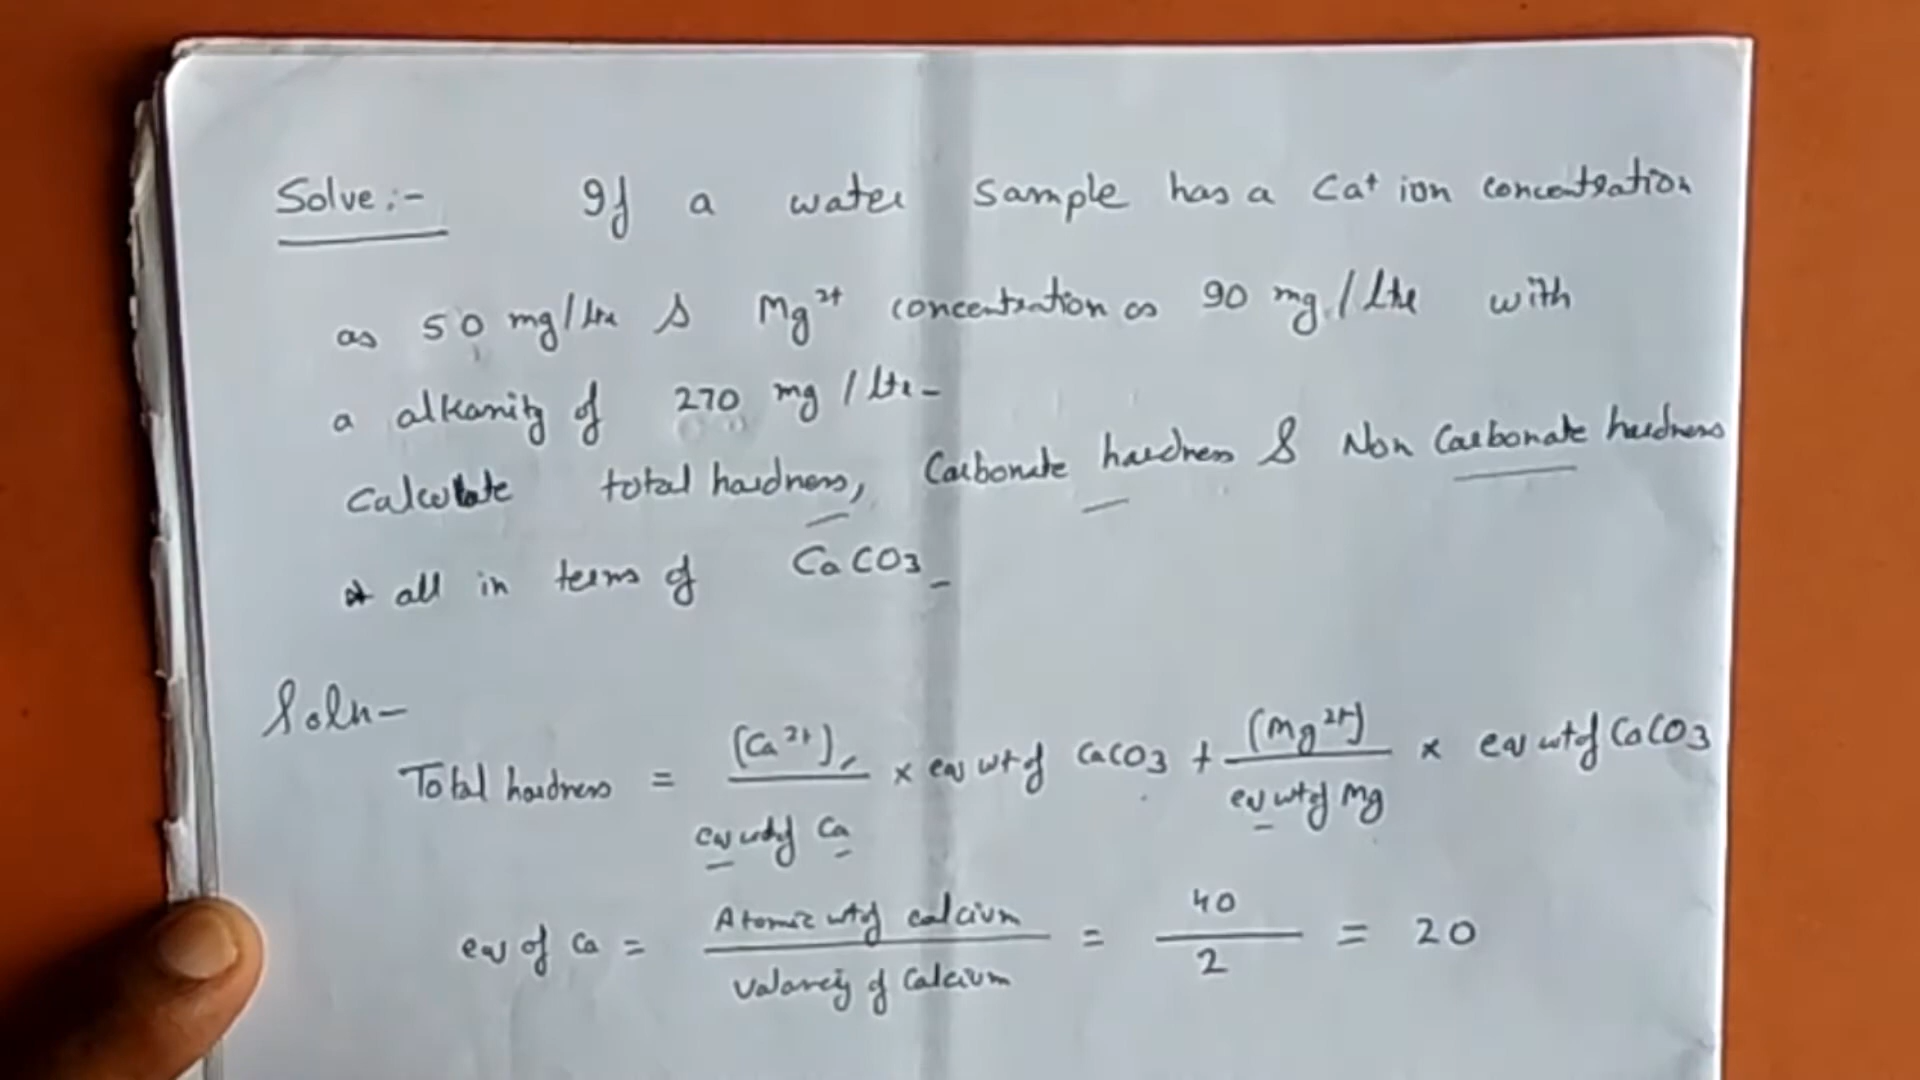 Solve:- If a water Sample has a Ca+ ion concentration
as 50 mg/ltr & Mg2+ concentration as 90 mg/ltr with
a alkanity of 270 mg/ltr-
Calculate total hardness, Carbonate hardness & Non Carbonate hardness
all in terms of CaCO3-
Soln-
Total hardness = (Ca2+) / eq wt of Ca × eq wt of CaCO3 + (Mg2+) / eq wt of Mg × eq wt of CaCO3
eq of Ca = Atomic wt of calcium / Valancy of Calcium = 40 / 2 = 20